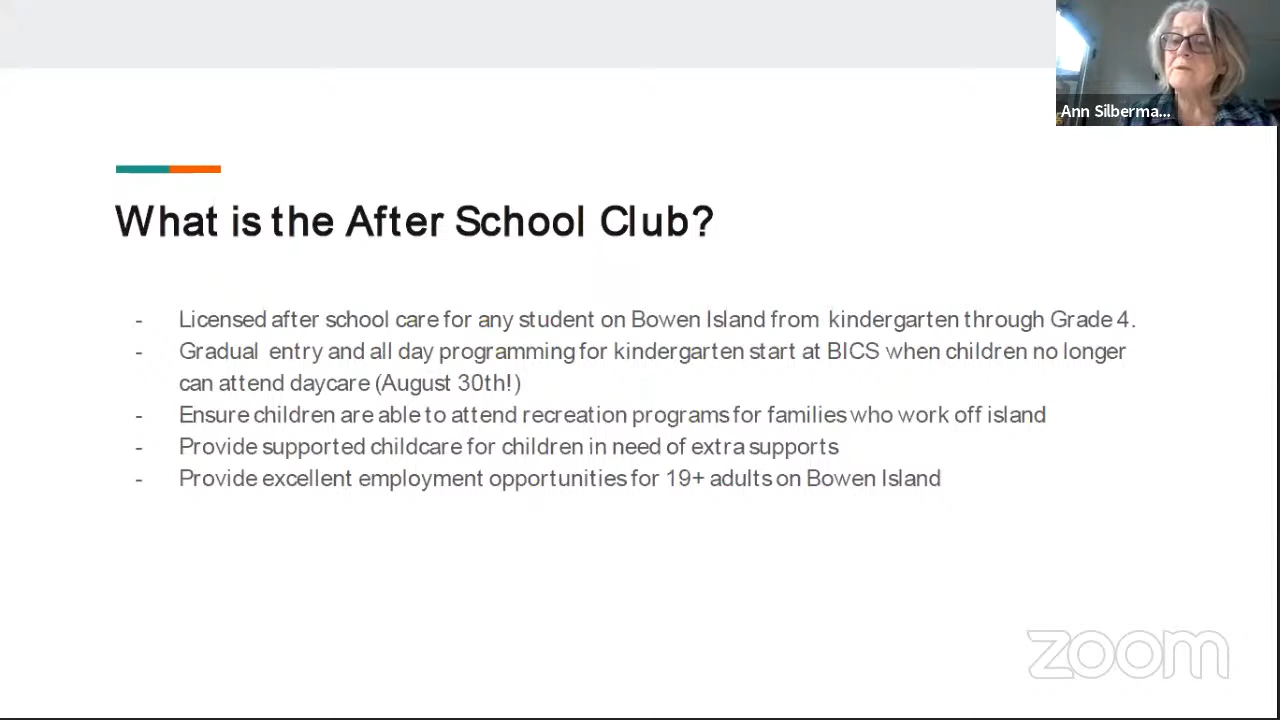 Ann Silberma...
What is the After School Club?
- Licensed after school care for any student on Bowen Island from kindergarten through Grade 4.
- Gradual entry and all day programming for kindergarten start at BICS when children no longer
can attend daycare (August 30th!)
- Ensure children are able to attend recreation programs for families who work off island
- Provide supported childcare for children in need of extra supports
- Provide excellent employment opportunities for 19+ adults on Bowen Island
zoom